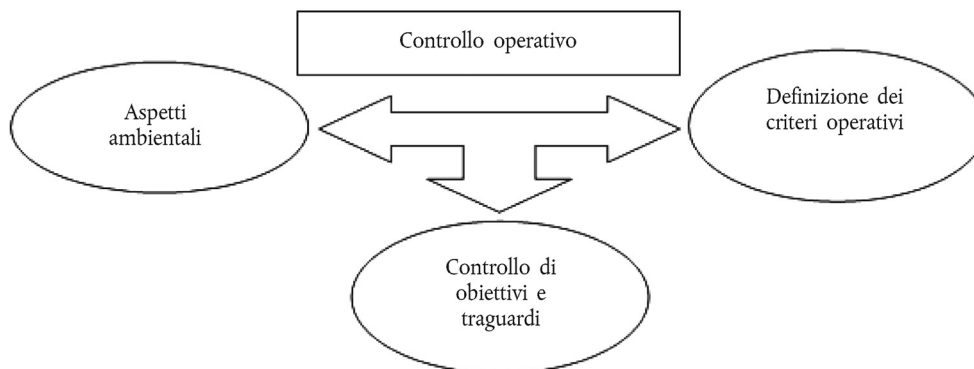 Controllo operativo
Aspetti
ambientali
Definizione dei
criteri operativi
Controllo di
obiettivi e
traguardi